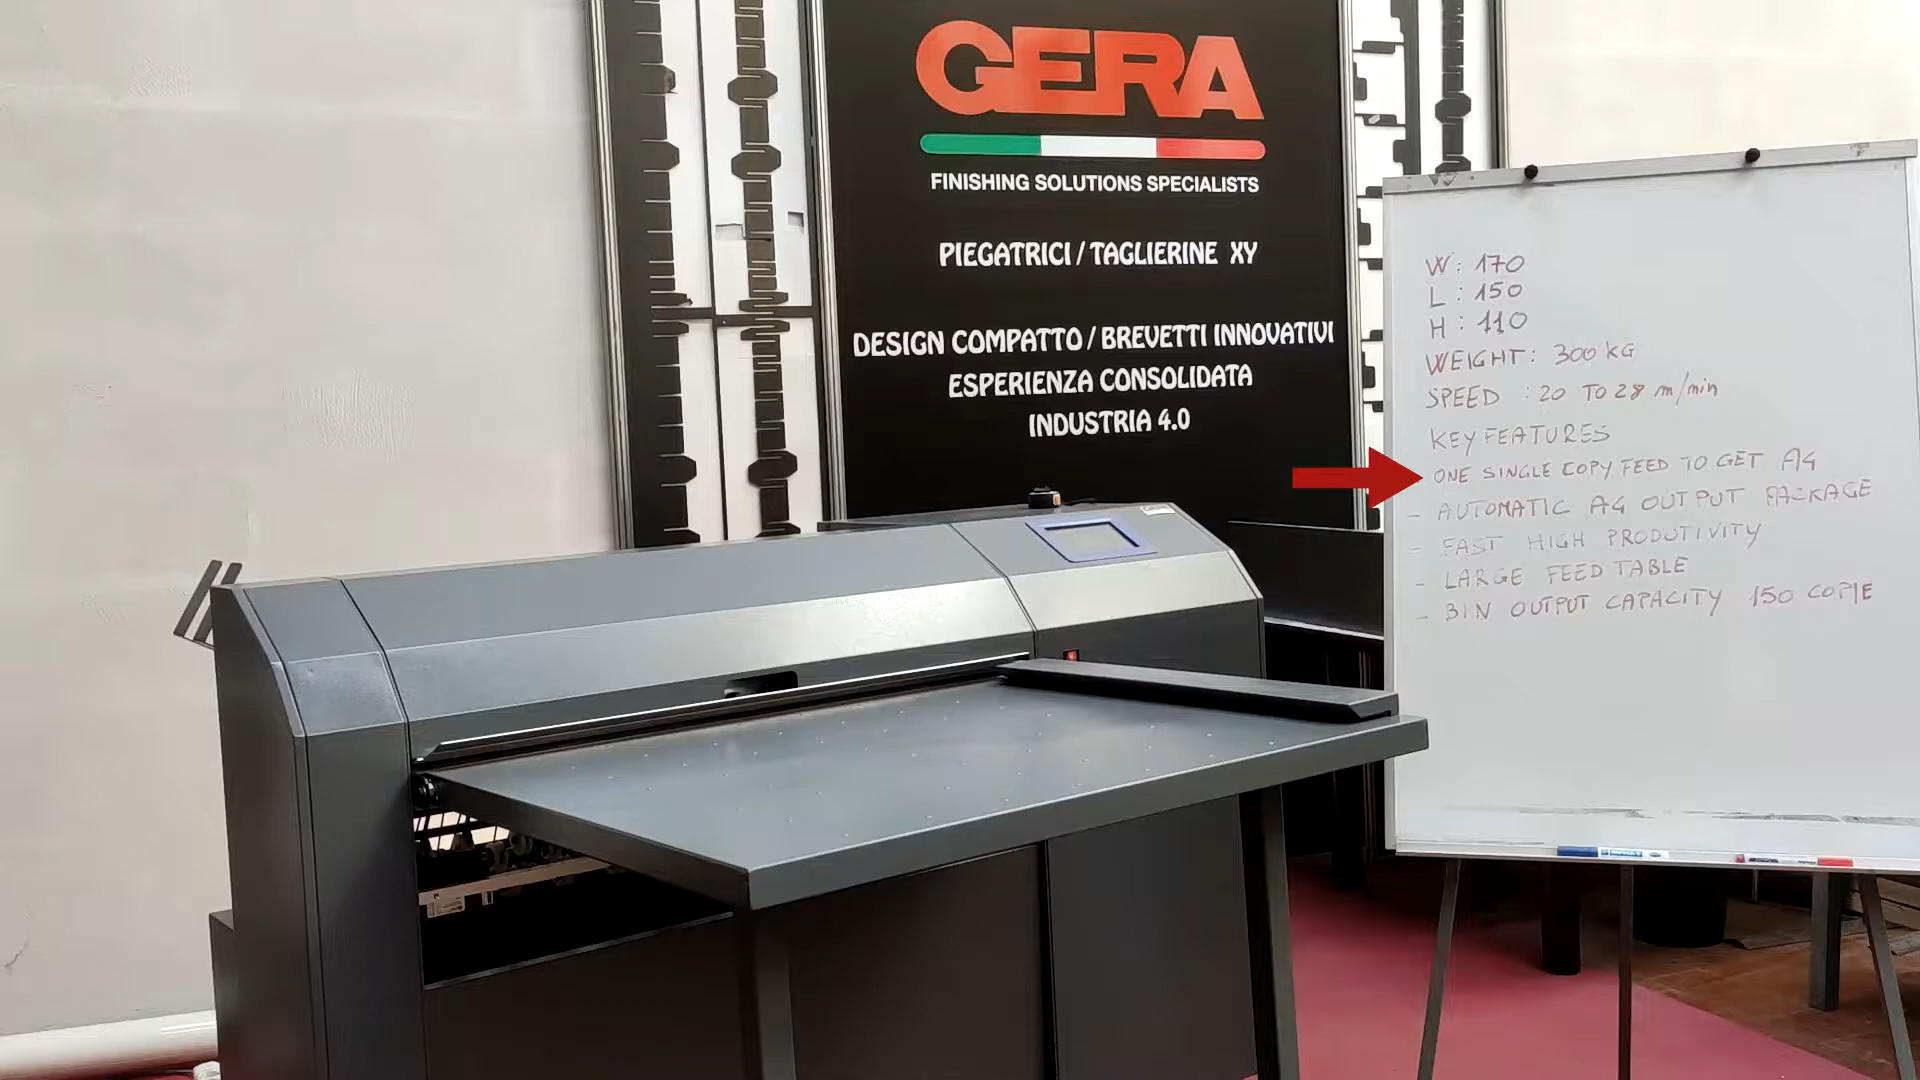 GERA
FINISHING SOLUTIONS SPECIALISTS
PIEGATRICI / TAGLIERINE XY
DESIGN COMPATTO / BREVETTI INNOVATIVI
ESPERIENZA CONSOLIDATA
INDUSTRIA 4.0
W: 170
L: 150
H: 110
WEIGHT: 300 KG
SPEED : 20 TO 28 m/min
KEY FEATURES
ONE SINGLE COPY FEED TO GET A4
- AUTOMATIC A4 OUTPUT PACKAGE
- FAST HIGH PRODUTIVITY
- LARGE FEED TABLE
- BIN OUTPUT CAPACITY 150 COPIE